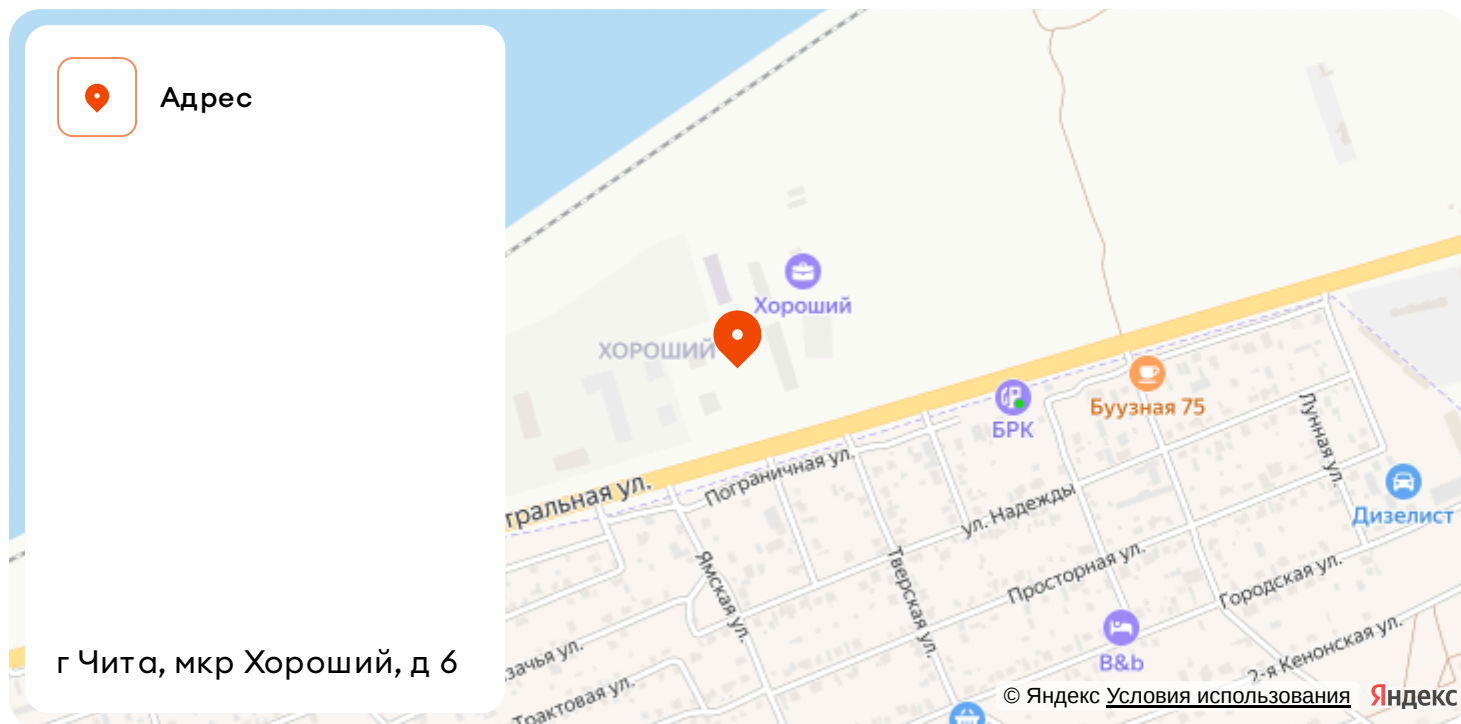 Адрес
г Чита, мкр Хороший, д 6
Хороший
ХОРОШИЙ
Буузная 75
БРК
Лунная ул.
Пограничная ул.
тральная ул.
ул. Надежды
Дизелист
Ямская ул.
Тверская ул.
Просторная ул.
Городская ул.
B&b
2-я Кенонская ул.
зачья ул.
Трактовая ул.
© Яндекс Условия использования
Яндекс